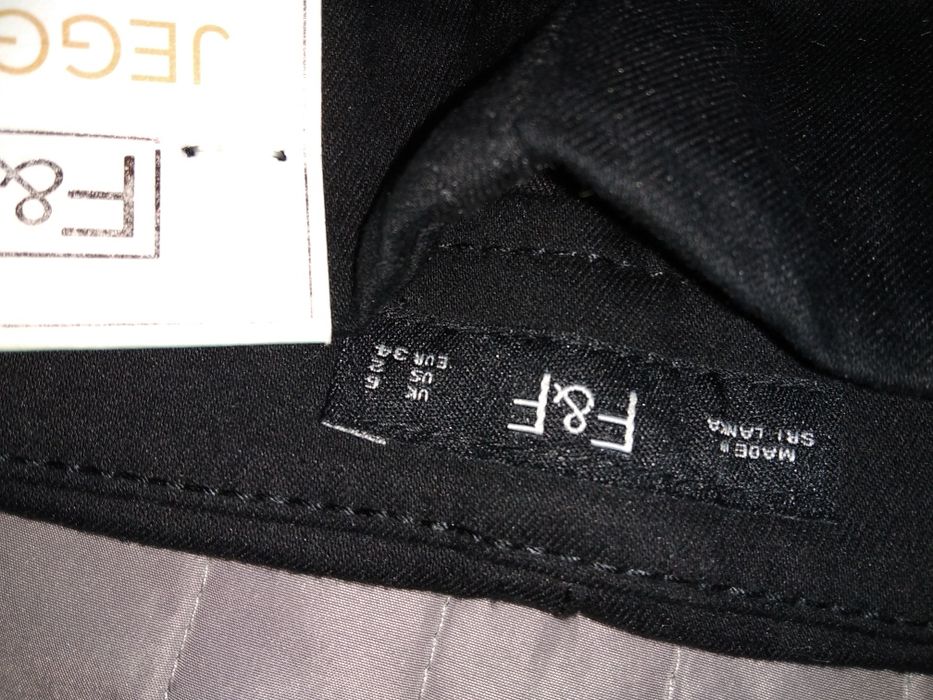 MADE IN
SRI LANKA
F&F
UK 6
US 2
EUR 34
F&
JEGG